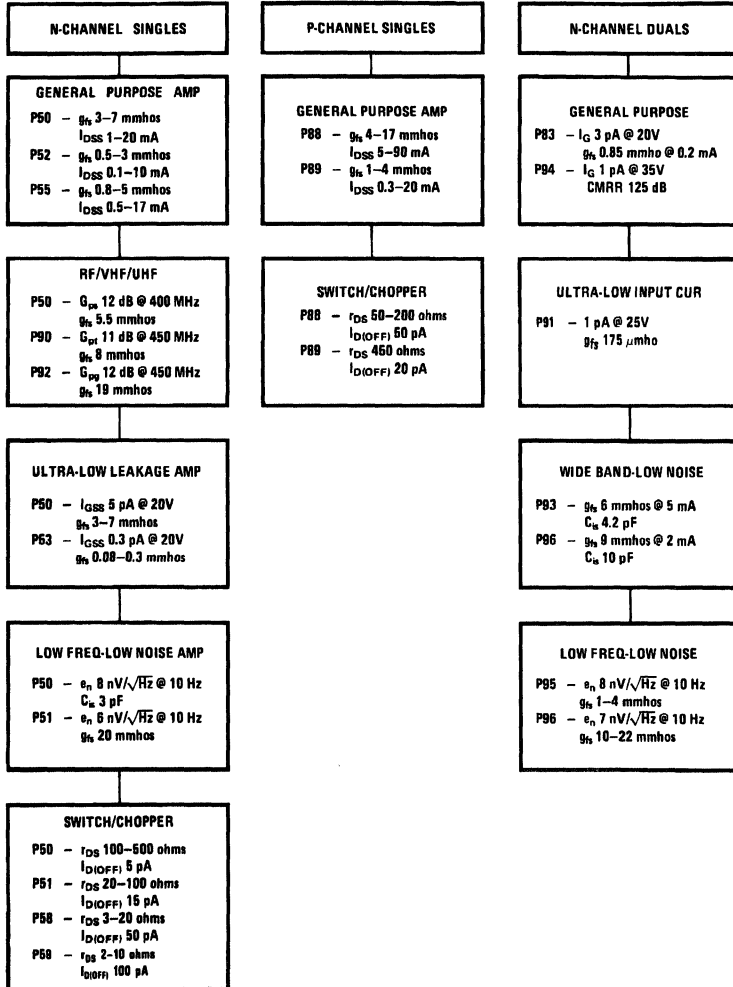 N-CHANNEL SINGLES
GENERAL PURPOSE AMP
P50 – gfs 3–7 mmhos
IDSS 1–20 mA
P52 – gfs 0.5–3 mmhos
IDSS 0.1–10 mA
P55 – gfs 0.8–5 mmhos
IDSS 0.5–17 mA
RF/VHF/UHF
P50 – Gps 12 dB @ 400 MHz
gfs 5.5 mmhos
P90 – Gpt 11 dB @ 450 MHz
gfs 8 mmhos
P92 – Gpg 12 dB @ 450 MHz
gfs 19 mmhos
ULTRA-LOW LEAKAGE AMP
P50 – IGSS 5 pA @ 20V
gfs 3–7 mmhos
P63 – IGSS 0.3 pA @ 20V
gfs 0.08–0.3 mmhos
LOW FREQ-LOW NOISE AMP
P50 – en 8 nV/√Hz @ 10 Hz
Cis 3 pF
P51 – en 6 nV/√Hz @ 10 Hz
gfs 20 mmhos
SWITCH/CHOPPER
P50 – rDS 100–500 ohms
ID(OFF) 5 pA
P51 – rDS 20–100 ohms
ID(OFF) 15 pA
P58 – rDS 3–20 ohms
ID(OFF) 50 pA
P59 – rDS 2-10 ohms
ID(OFF) 100 pA
P-CHANNEL SINGLES
GENERAL PURPOSE AMP
P88 – gfs 4–17 mmhos
IDSS 5–90 mA
P89 – gfs 1–4 mmhos
IDSS 0.3–20 mA
SWITCH/CHOPPER
P88 – rDS 50–200 ohms
ID(OFF) 50 pA
P89 – rDS 450 ohms
ID(OFF) 20 pA
N-CHANNEL DUALS
GENERAL PURPOSE
P83 – IG 3 pA @ 20V
gfs 0.85 mmho @ 0.2 mA
P94 – IG 1 pA @ 35V
CMRR 125 dB
ULTRA-LOW INPUT CUR
P91 – 1 pA @ 25V
gfs 175 μmho
WIDE BAND-LOW NOISE
P93 – gfs 6 mmhos @ 5 mA
Cis 4.2 pF
P96 – gfs 9 mmhos @ 2 mA
Cis 10 pF
LOW FREQ-LOW NOISE
P95 – en 8 nV/√Hz @ 10 Hz
gfs 1–4 mmhos
P96 – en 7 nV/√Hz @ 10 Hz
gfs 10–22 mmhos